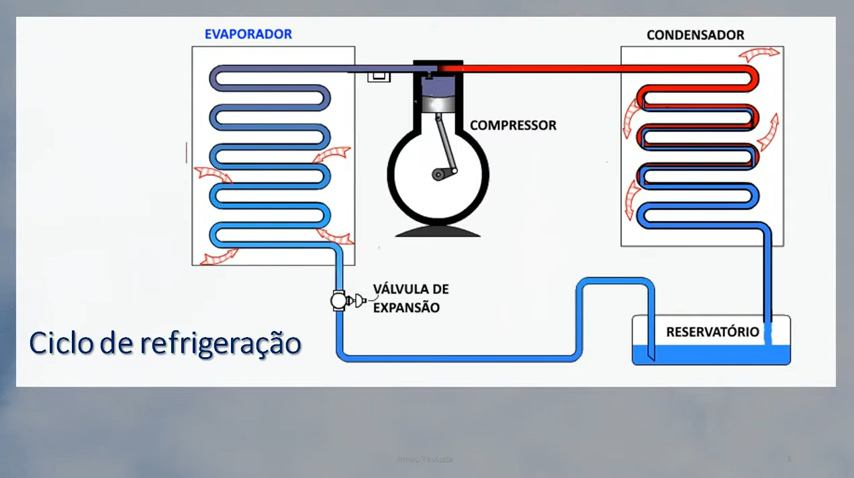 EVAPORADOR
CONDENSADOR
COMPRESSOR
VÁLVULA DE
EXPANSÃO
RESERVATÓRIO
Ciclo de refrigeração